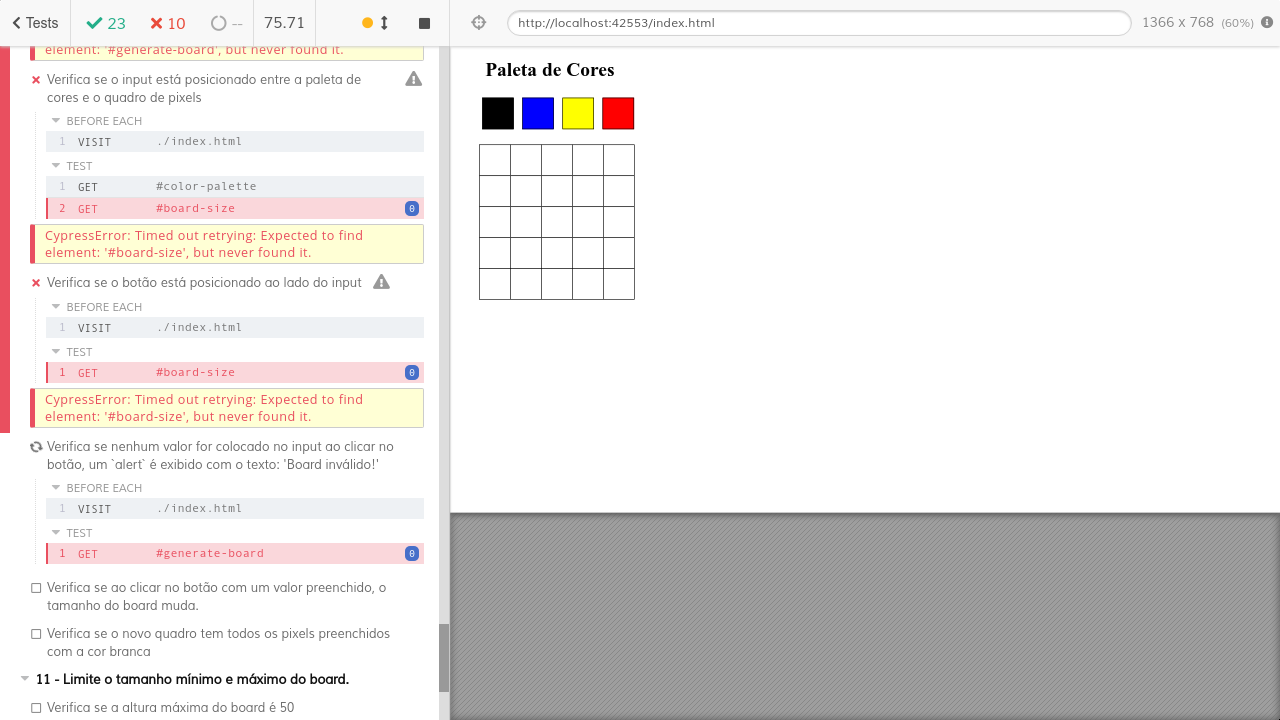 Tests 23 10 -- 75.71
http://localhost:42553/index.html 1366 x 768 (60%)
element: '#generate-board', but never found it.
Verifica se o input está posicionado entre a paleta de
cores e o quadro de pixels
BEFORE EACH
1 VISIT ./index.html
TEST
1 GET #color-palette
2 GET #board-size 0
CypressError: Timed out retrying: Expected to find
element: '#board-size', but never found it.
Verifica se o botão está posicionado ao lado do input
BEFORE EACH
1 VISIT ./index.html
TEST
1 GET #board-size 0
CypressError: Timed out retrying: Expected to find
element: '#board-size', but never found it.
Verifica se nenhum valor for colocado no input ao clicar no
botão, um `alert` é exibido com o texto: 'Board inválido!'
BEFORE EACH
1 VISIT ./index.html
TEST
1 GET #generate-board 0
Verifica se ao clicar no botão com um valor preenchido, o
tamanho do board muda.
Verifica se o novo quadro tem todos os pixels preenchidos
com a cor branca
11 - Limite o tamanho mínimo e máximo do board.
Verifica se a altura máxima do board é 50
Paleta de Cores